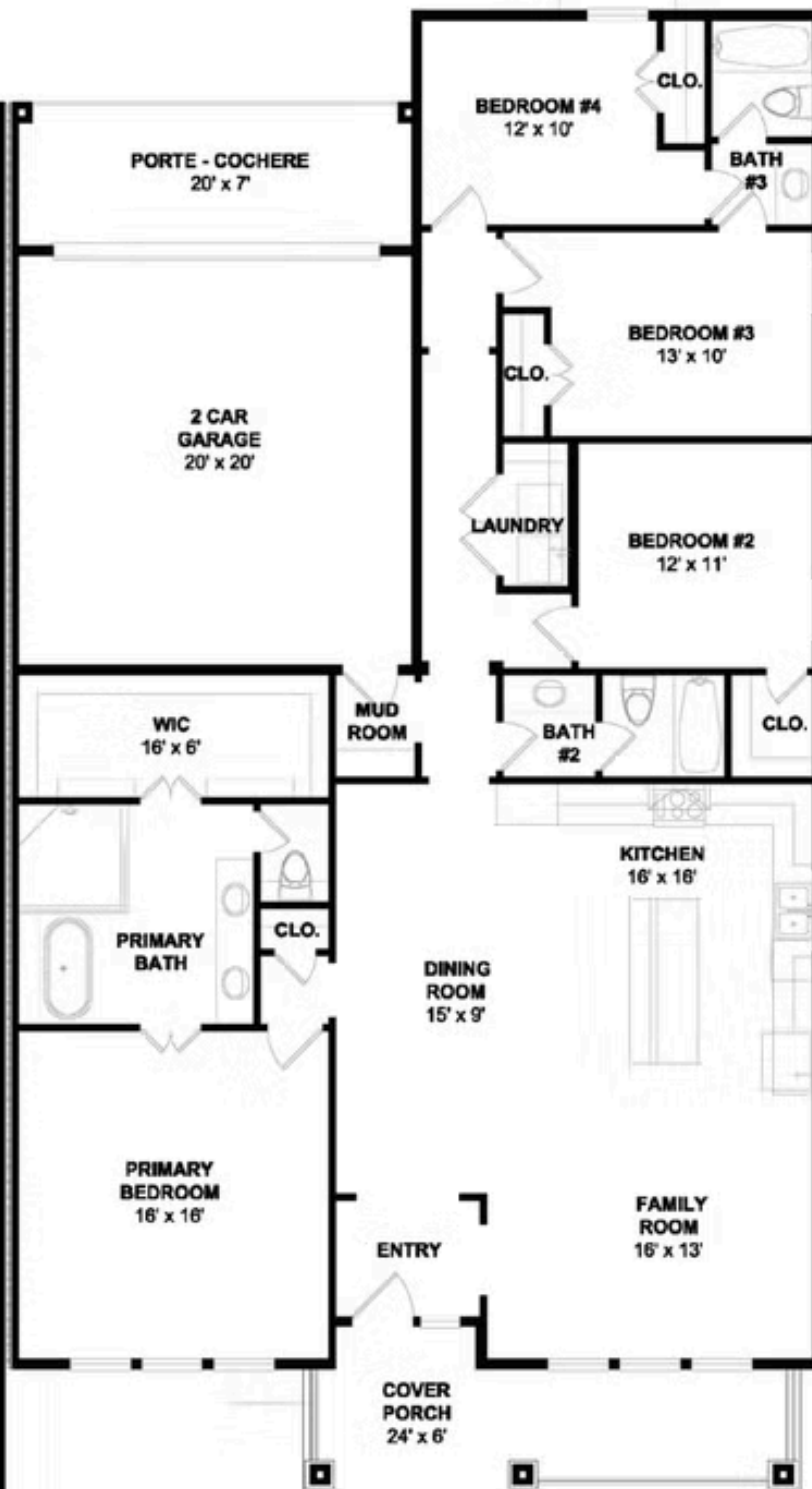 CLO.
BEDROOM #4
12' x 10'
PORTE - COCHERE
20' x 7'
BATH
#3
BEDROOM #3
13' x 10'
CLO.
2 CAR
GARAGE
20' x 20'
LAUNDRY
BEDROOM #2
12' x 11'
WIC
16' x 6'
MUD
ROOM
BATH
#2
CLO.
KITCHEN
16' x 16'
PRIMARY
BATH
CLO.
DINING
ROOM
15' x 9'
PRIMARY
BEDROOM
16' x 16'
ENTRY
FAMILY
ROOM
16' x 13'
COVER
PORCH
24' x 6'